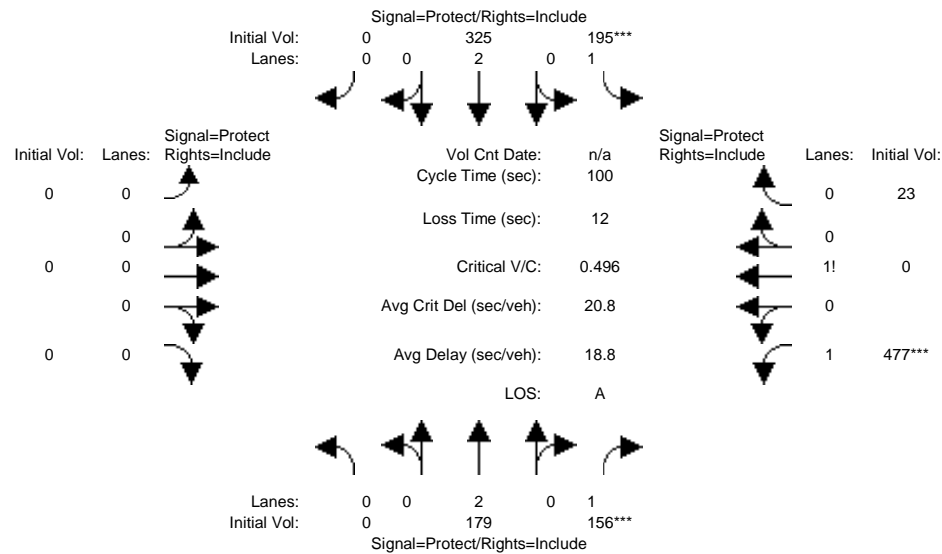 Signal=Protect/Rights=Include
Initial Vol: 0 325 195***
Lanes: 0 0 2 0 1
Signal=Protect Signal=Protect
Initial Vol: Lanes: Rights=Include Vol Cnt Date: n/a Rights=Include Lanes: Initial Vol:
Cycle Time (sec): 100
0 0 0 23
Loss Time (sec): 12
0 0
0 0 Critical V/C: 0.496 1! 0
0 Avg Crit Del (sec/veh): 20.8 0
0 0 Avg Delay (sec/veh): 18.8 1 477***
LOS: A
Lanes: 0 0 2 0 1
Initial Vol: 0 179 156***
Signal=Protect/Rights=Include